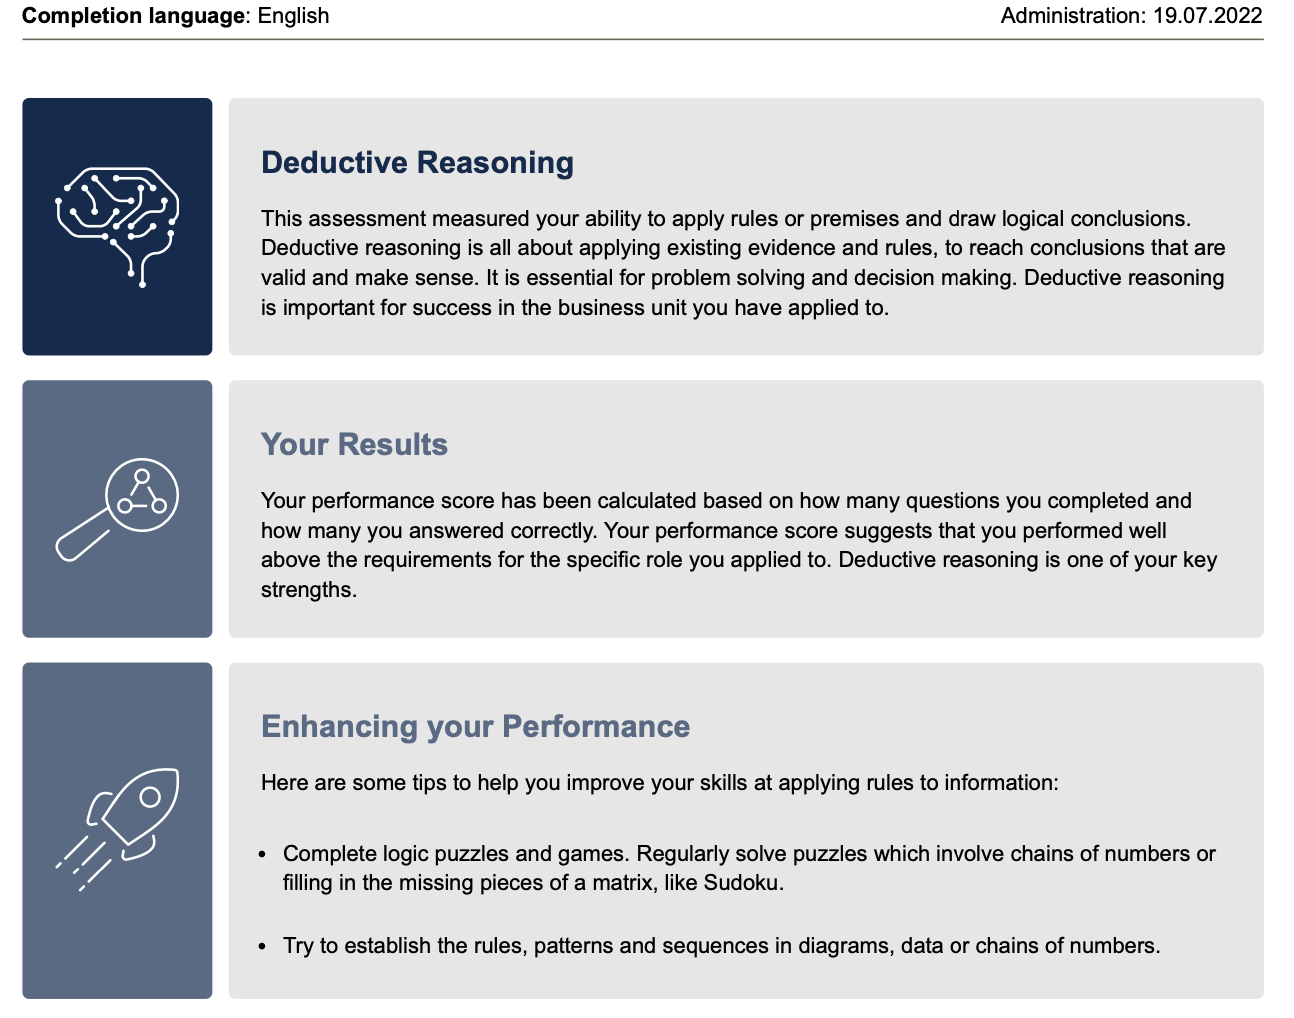 Completion language: English
Administration: 19.07.2022
Deductive Reasoning
This assessment measured your ability to apply rules or premises and draw logical conclusions.
Deductive reasoning is all about applying existing evidence and rules, to reach conclusions that are
valid and make sense. It is essential for problem solving and decision making. Deductive reasoning
is important for success in the business unit you have applied to.
Your Results
Your performance score has been calculated based on how many questions you completed and
how many you answered correctly. Your performance score suggests that you performed well
above the requirements for the specific role you applied to. Deductive reasoning is one of your key
strengths.
Enhancing your Performance
Here are some tips to help you improve your skills at applying rules to information:
• Complete logic puzzles and games. Regularly solve puzzles which involve chains of numbers or
filling in the missing pieces of a matrix, like Sudoku.
• Try to establish the rules, patterns and sequences in diagrams, data or chains of numbers.